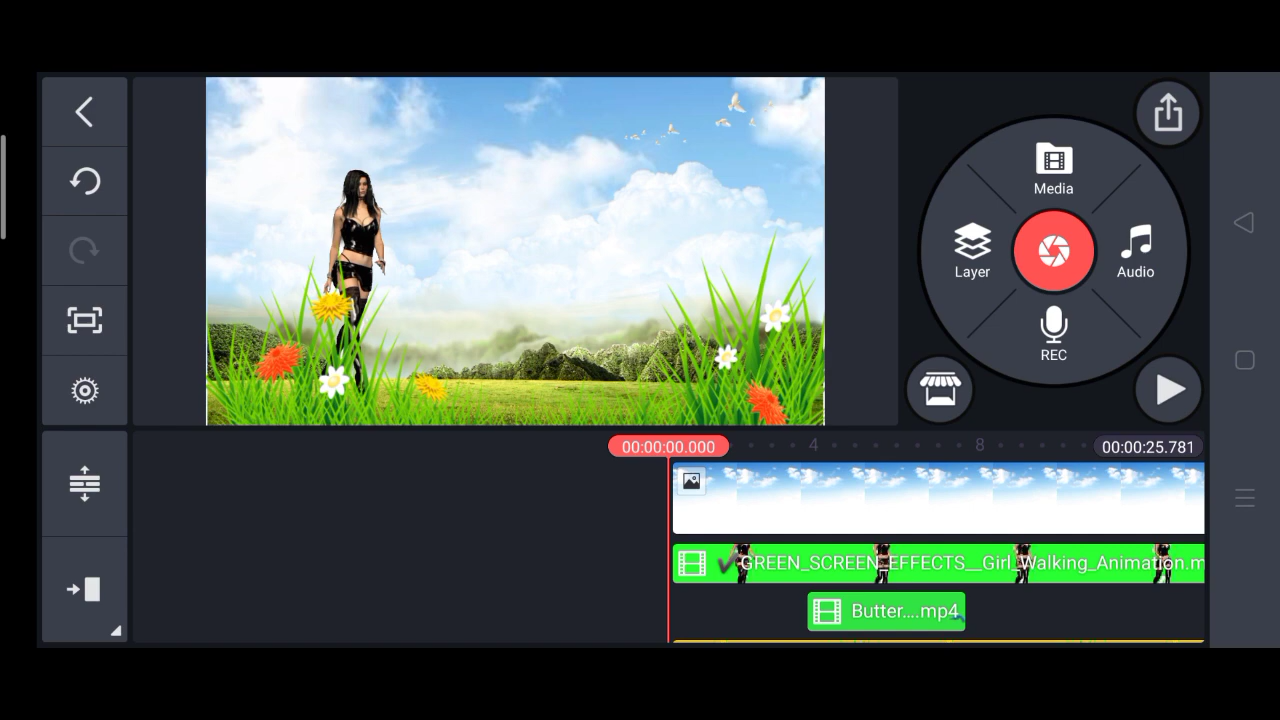 Media
Layer
Audio
REC
00:00:00.000
4
8
00:00:25.781
GREEN_SCREEN_EFFECTS__Girl_Walking_Animation.m
Butter....mp4